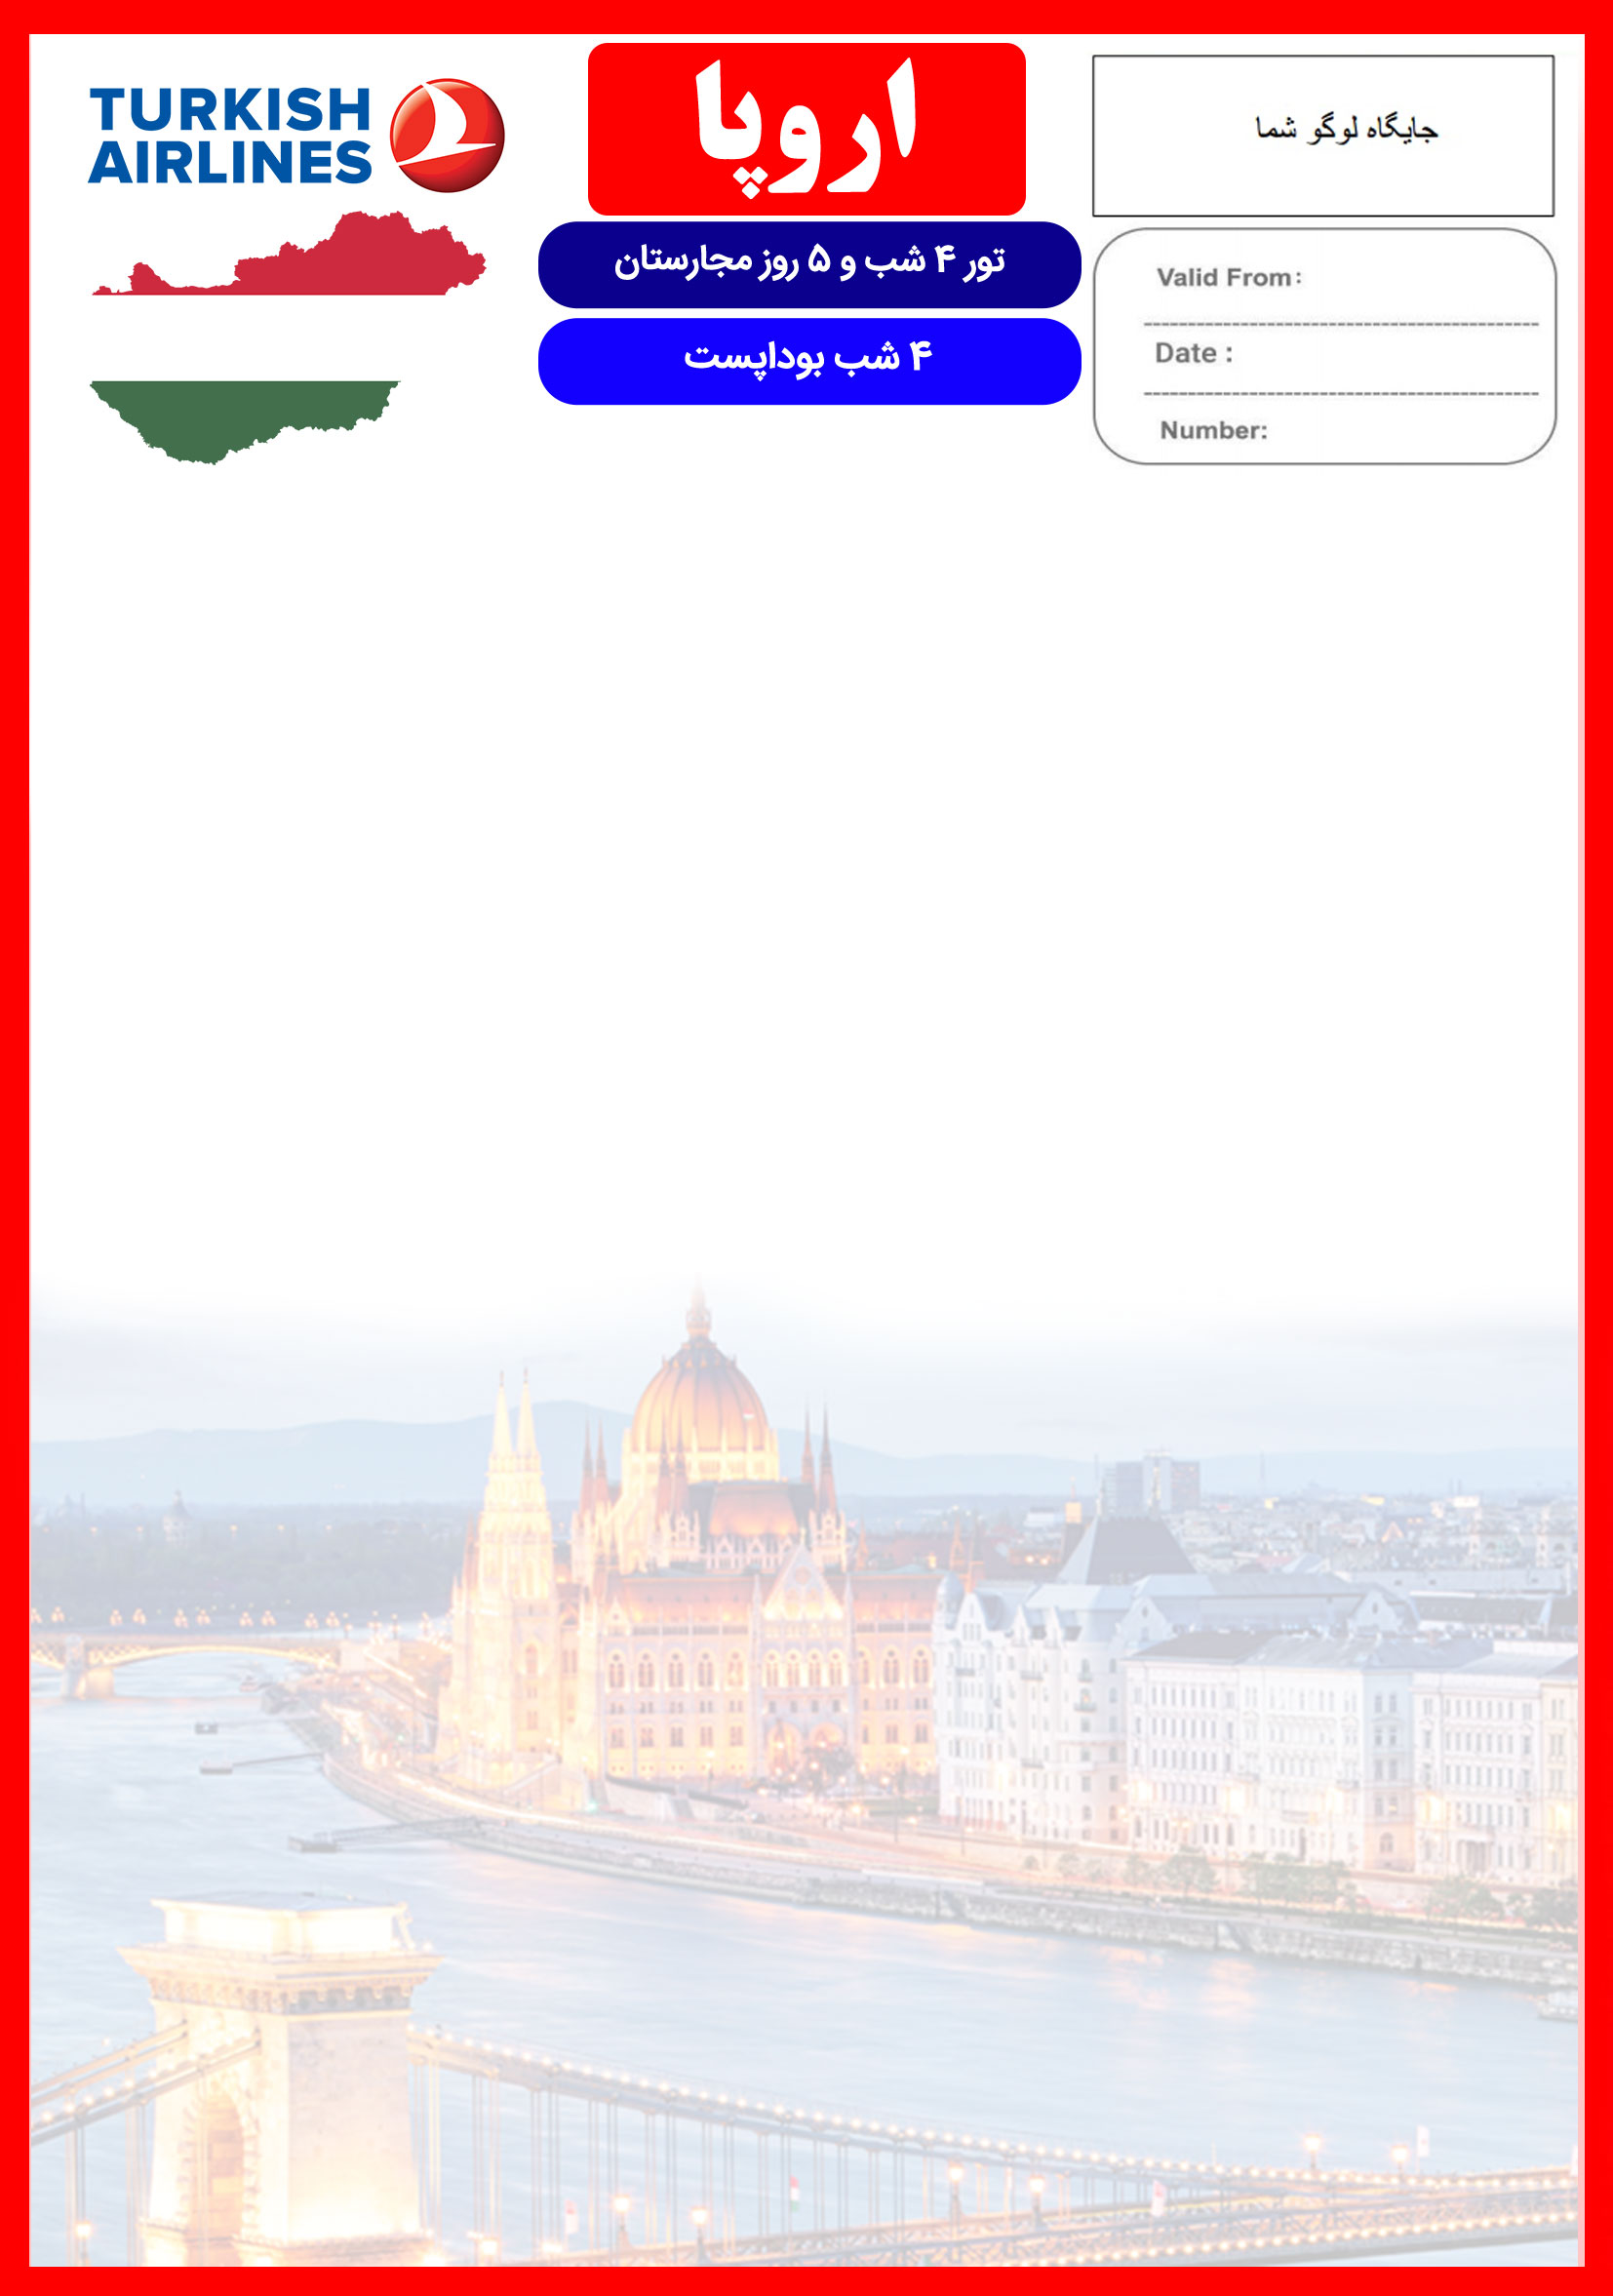 TURKISH
AIRLINES
اروپا
جایگاه لوگو شما
تور ۴ شب و ۵ روز مجارستان
۴ شب بوداپست
Valid From:
Date :
Number: